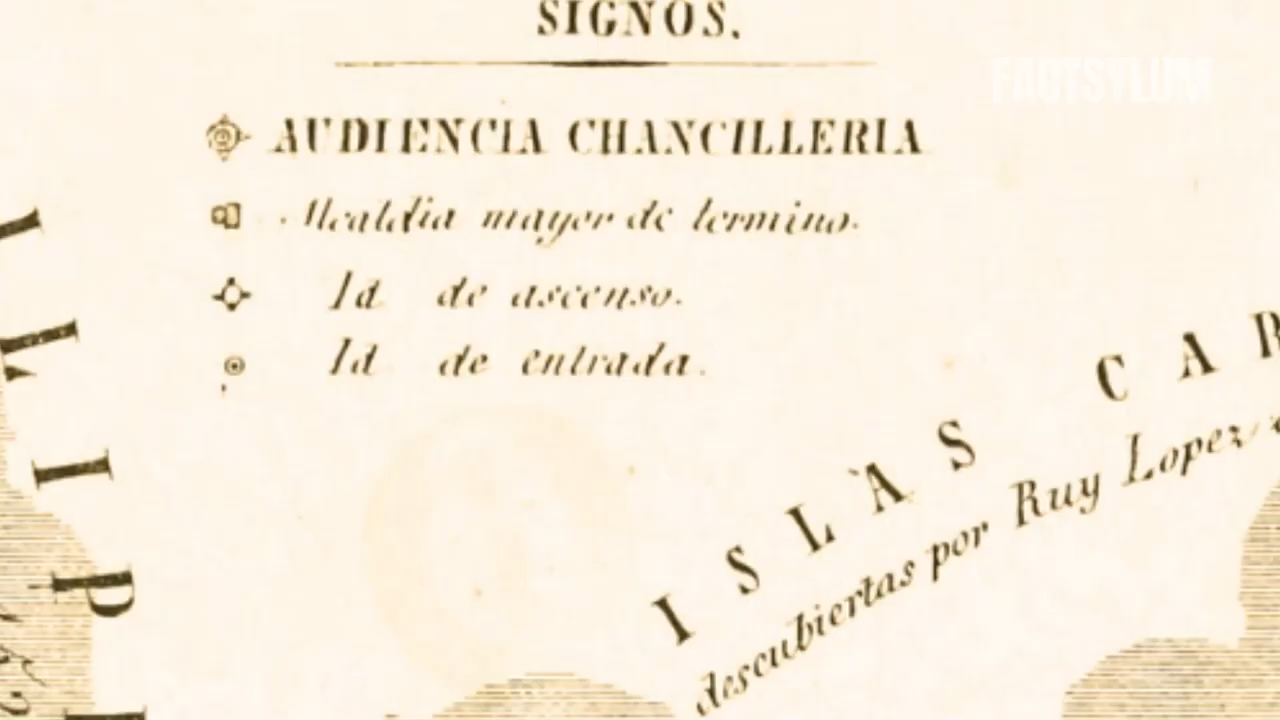 SIGNOS.
FACTSYLUM
AUDIENCIA CHANCILLERIA
Alcaldia mayor de termino.
Id de ascenso.
Id de entrada.
ISLAS CAR
descubiertas por Ruy Lopez
L L I P